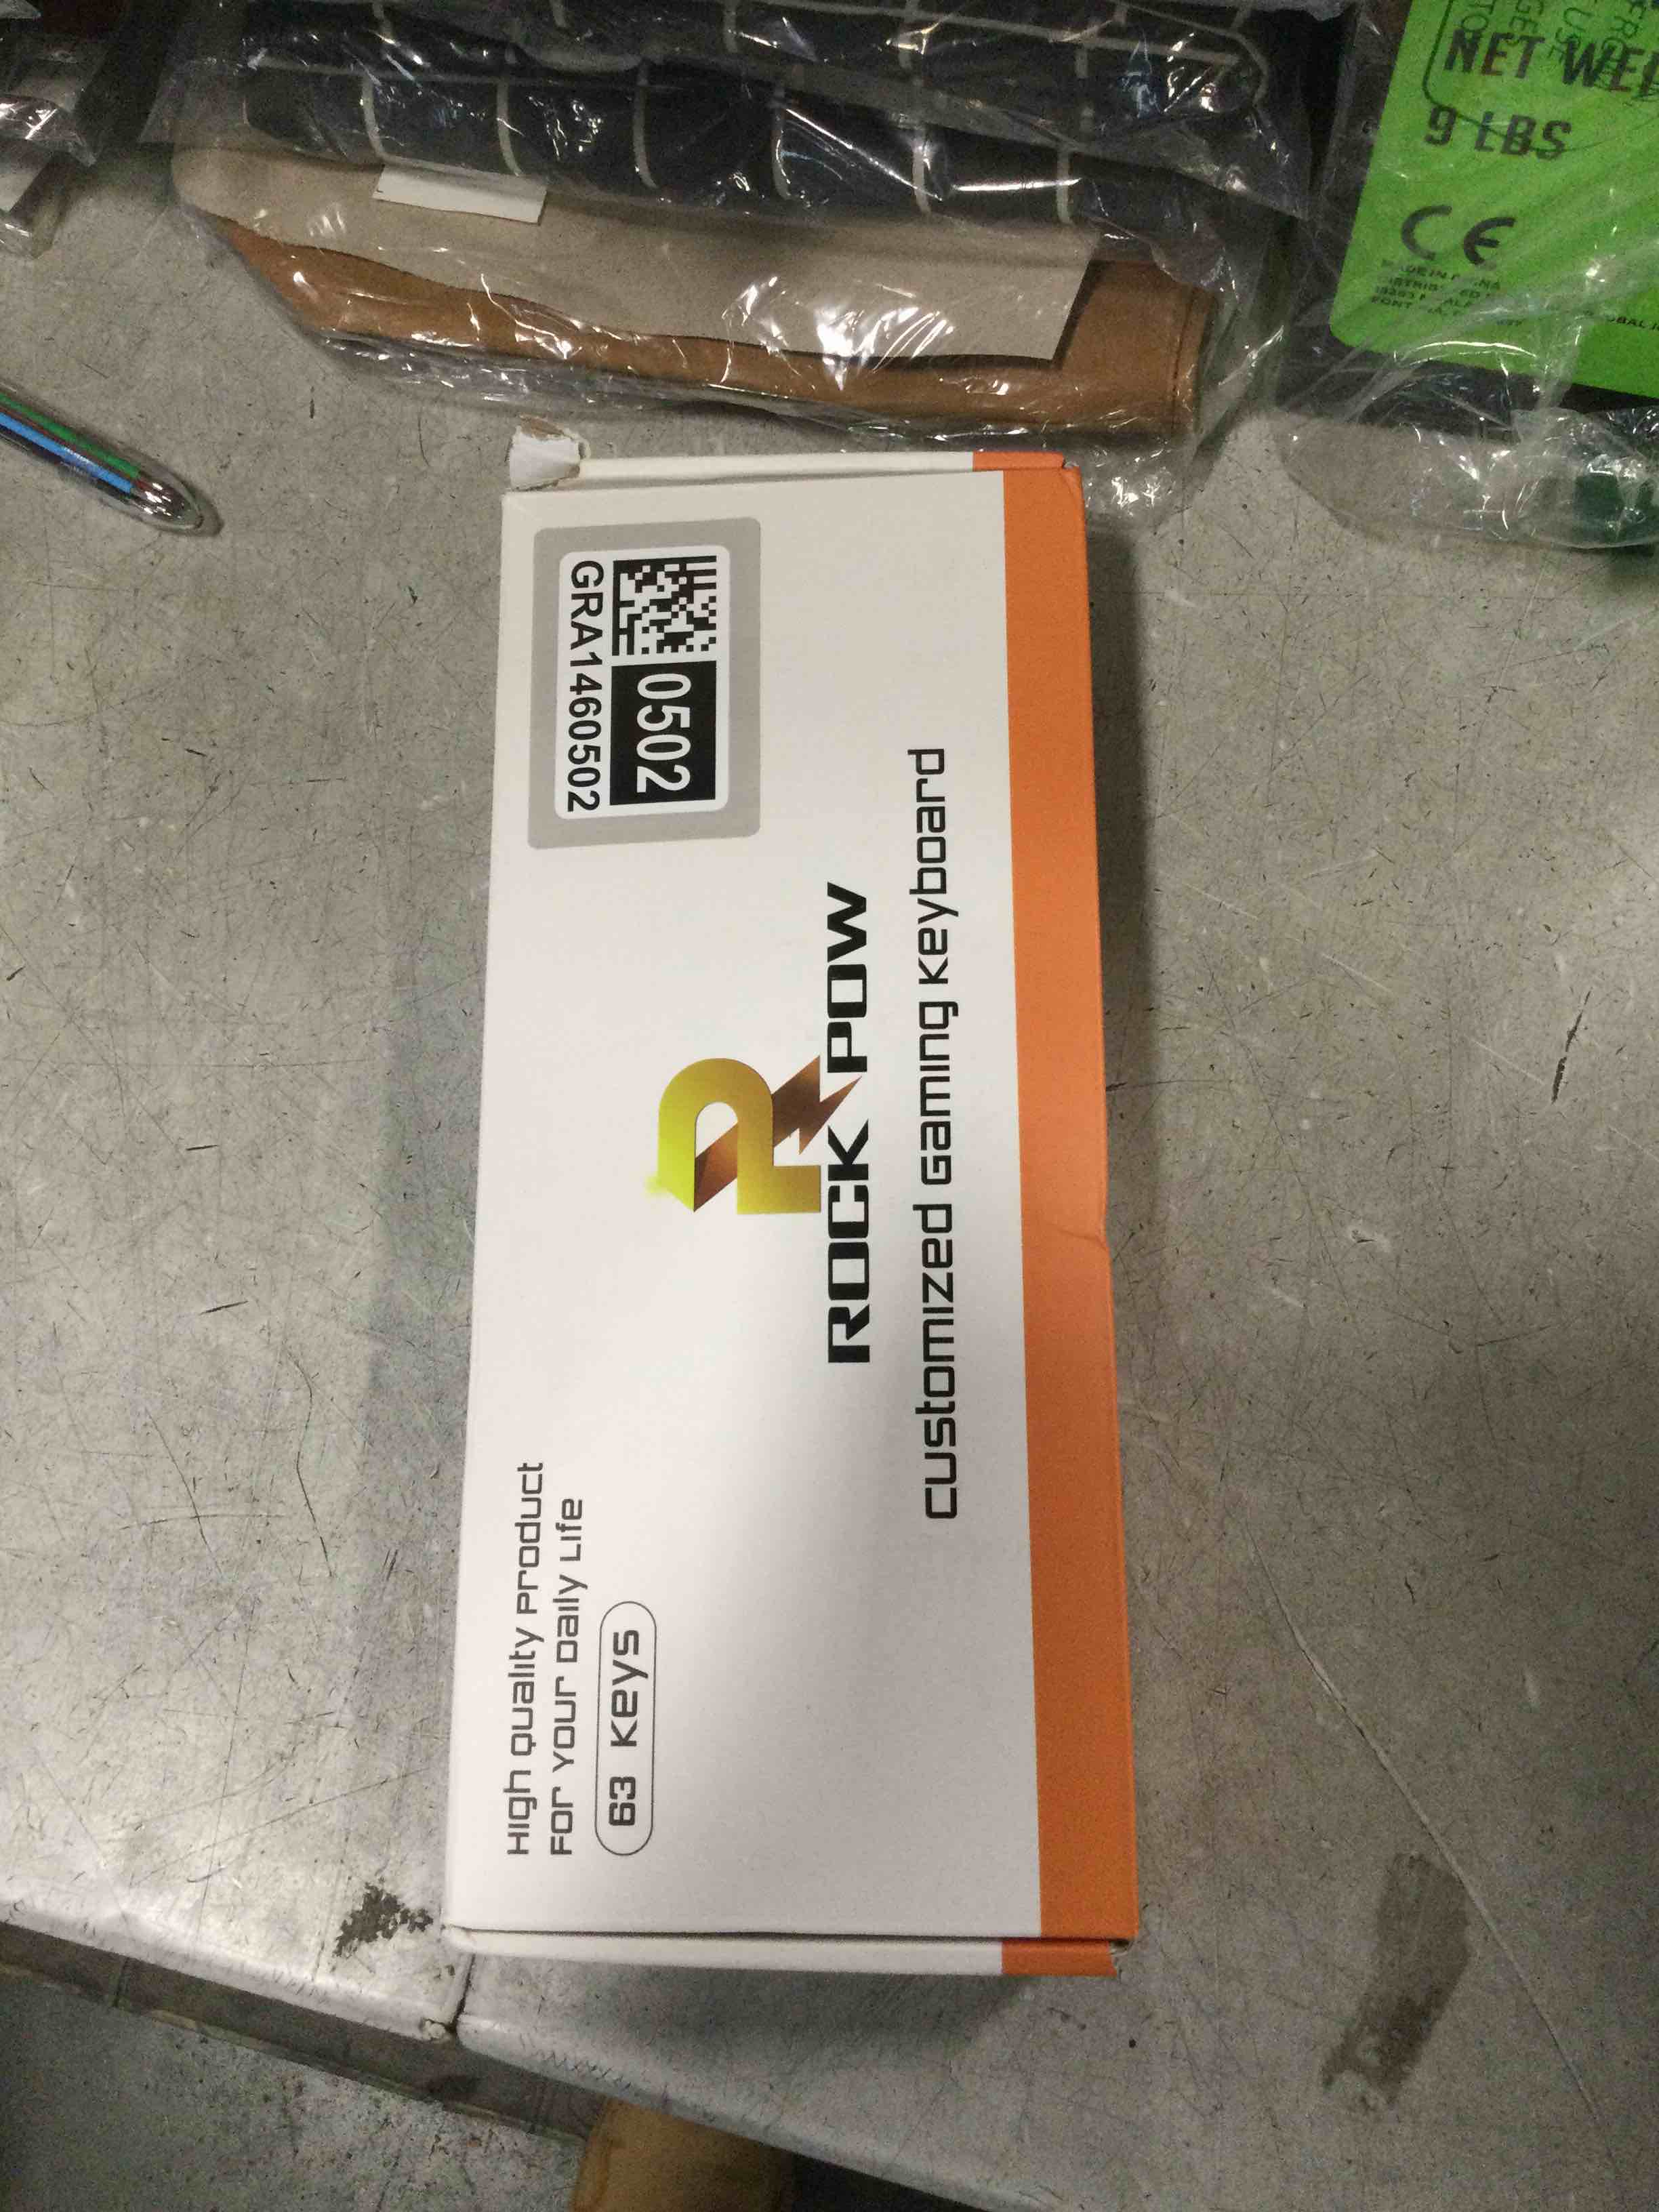 High Quality Product
For Your Daily Life
63 Keys
ROCK POW
Customized Gaming Keyboard
0502
GRA1460502
NET WEI
9 LBS
CE